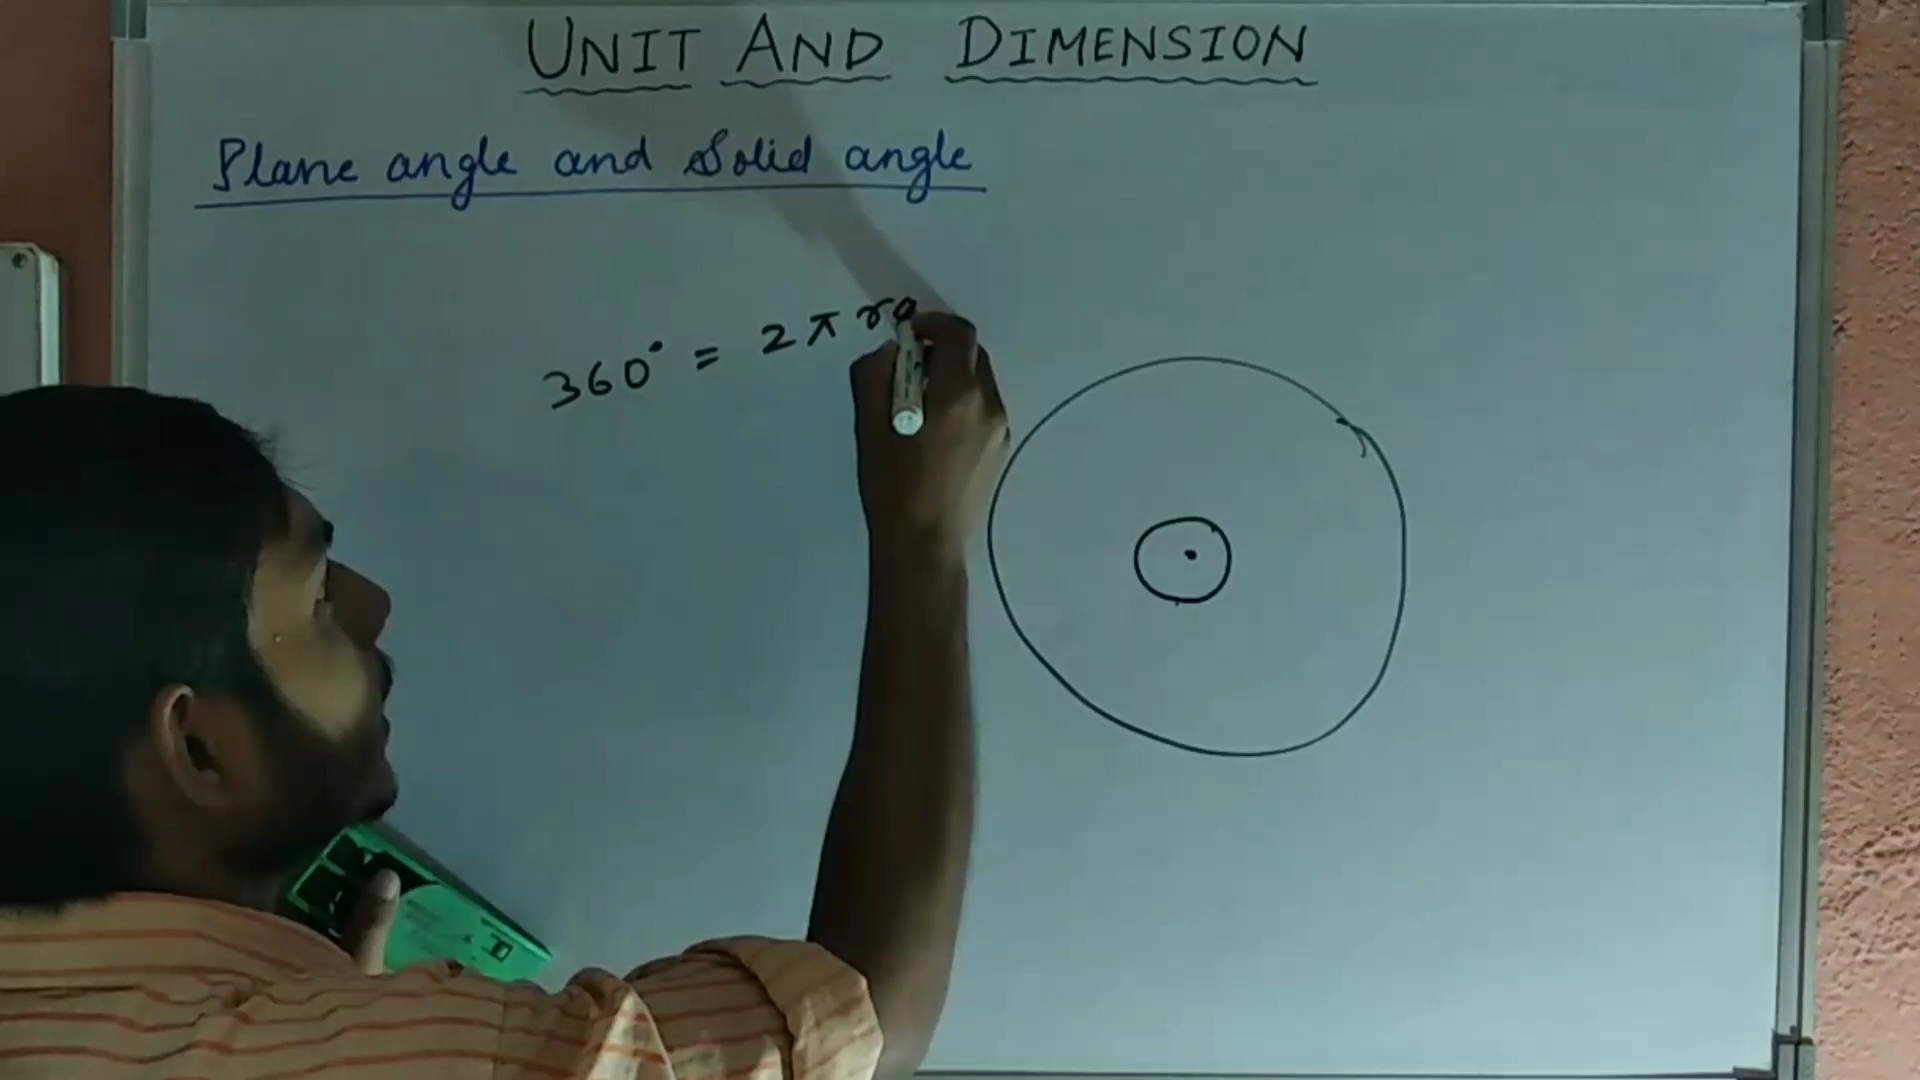 UNIT AND DIMENSION
Plane angle and Solid angle
360° = 2π ra